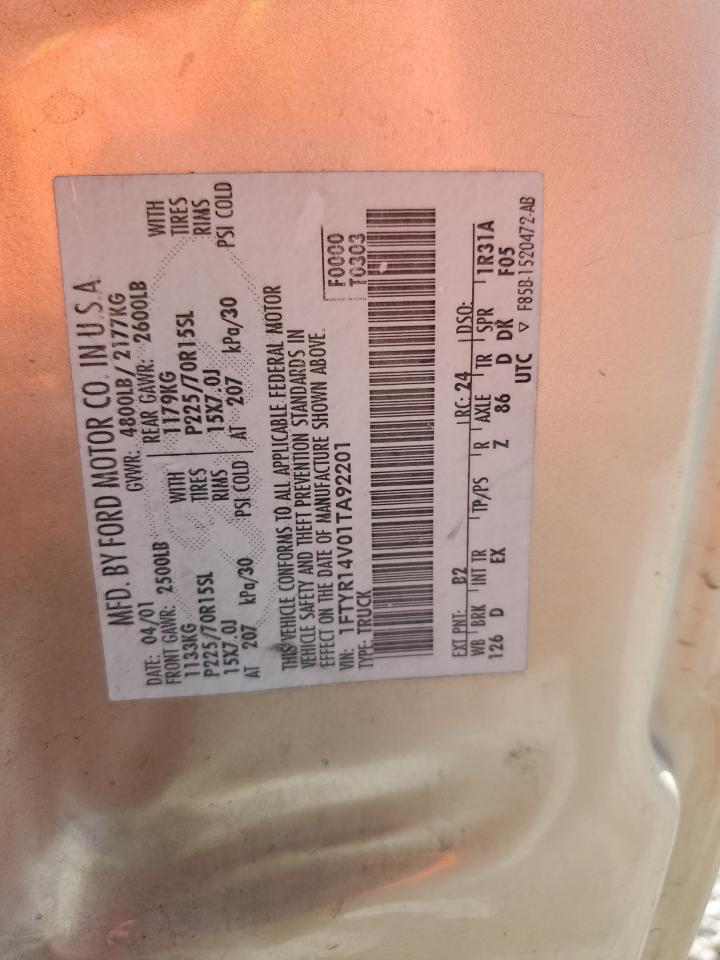 MFD. BY FORD MOTOR CO. IN U.S.A.
DATE: 04/01 GVWR: 4800LB/ 2177KG
FRONT GAWR: 2500LB REAR GAWR: 2600LB
1133KG WITH 1179KG WITH
P225/70R15SL TIRES P225/70R15SL TIRES
15X7.0J RIMS 15X7.0J RIMS
AT 207 kPa/30 PSI COLD AT 207 kPa/30 PSI COLD
THIS VEHICLE CONFORMS TO ALL APPLICABLE FEDERAL MOTOR
VEHICLE SAFETY AND THEFT PREVENTION STANDARDS IN
EFFECT ON THE DATE OF MANUFACTURE SHOWN ABOVE.
VIN: 1FTYR14V01TA92201 F0000
TYPE: TRUCK T0303
EXT PNT: B2 RC: 24 DSO:
WB BRK INT TR TP/PS R AXLE TR SPR 1R31A
126 D EX Z 86 D DK F05
UTC ▽ F85B-1520472-AB